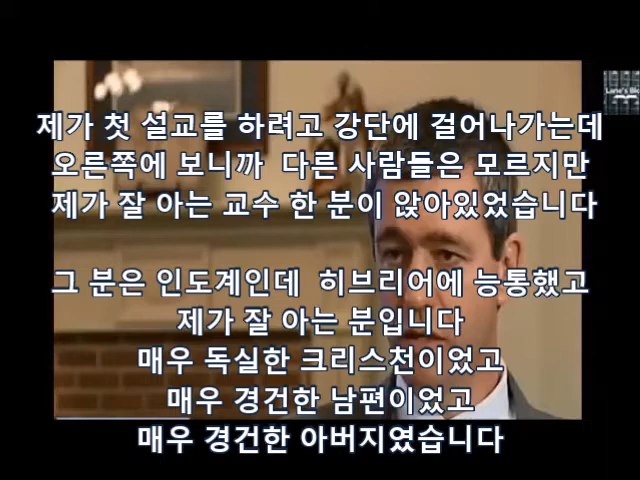 제가 첫 설교를 하려고 강단에 걸어나가는데
오른쪽에 보니까 다른 사람들은 모르지만
제가 잘 아는 교수 한 분이 앉아있었습니다
그 분은 인도계인데 히브리어에 능통했고
제가 잘 아는 분입니다
매우 독실한 크리스천이었고
매우 경건한 남편이었고
매우 경건한 아버지였습니다